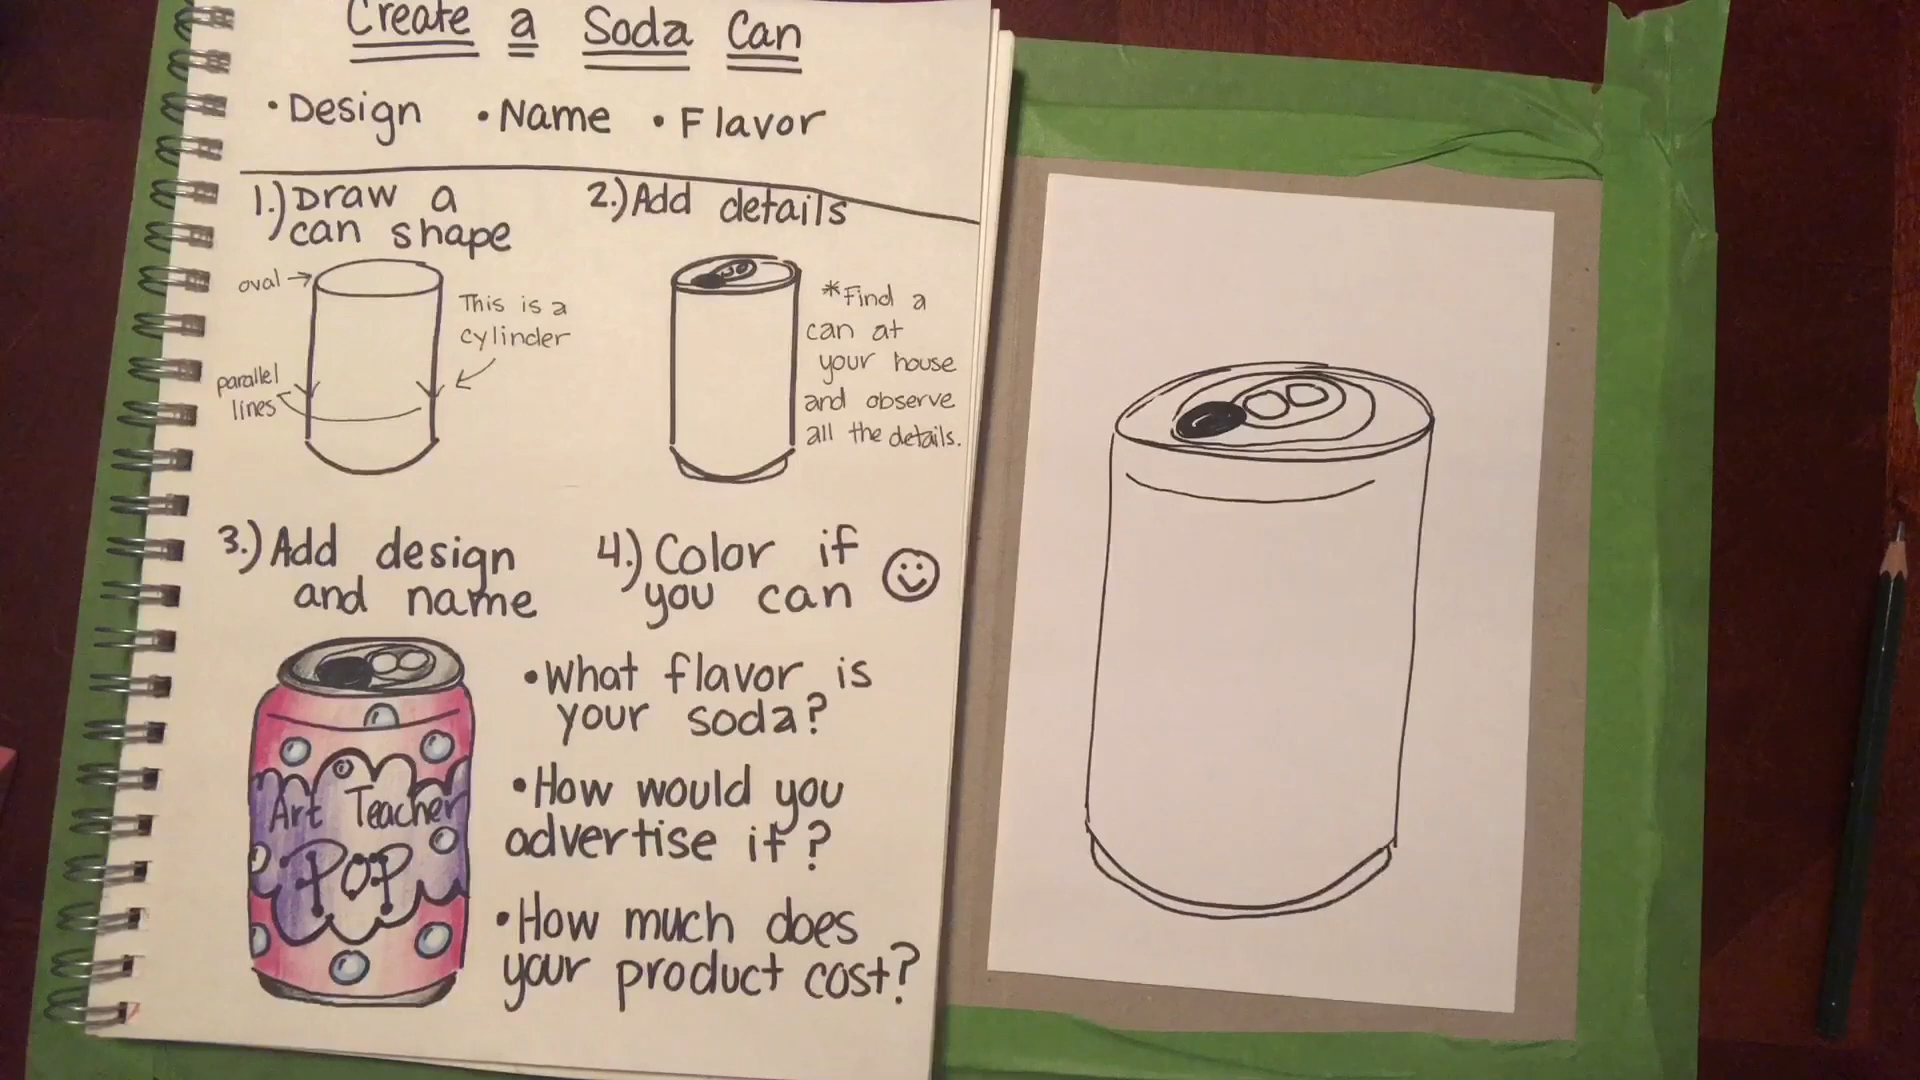 Create a Soda Can
• Design • Name • Flavor
1.) Draw a
can shape
oval →
This is a
cylinder
parallel
lines
2.) Add details
*Find a
can at
your house
and observe
all the details.
3.) Add design
and name
Art Teacher
POP
4.) Color if
you can
• What flavor is
your soda?
• How would you
advertise it?
• How much does
your product cost?